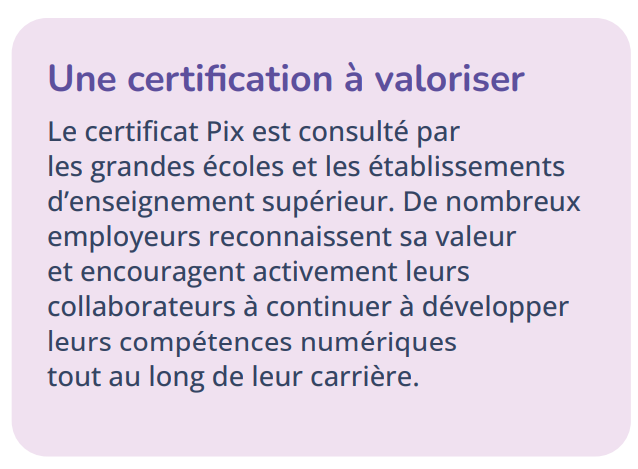 Une certification à valoriser
Le certificat Pix est consulté par
les grandes écoles et les établissements
d’enseignement supérieur. De nombreux
employeurs reconnaissent sa valeur
et encouragent activement leurs
collaborateurs à continuer à développer
leurs compétences numériques
tout au long de leur carrière.